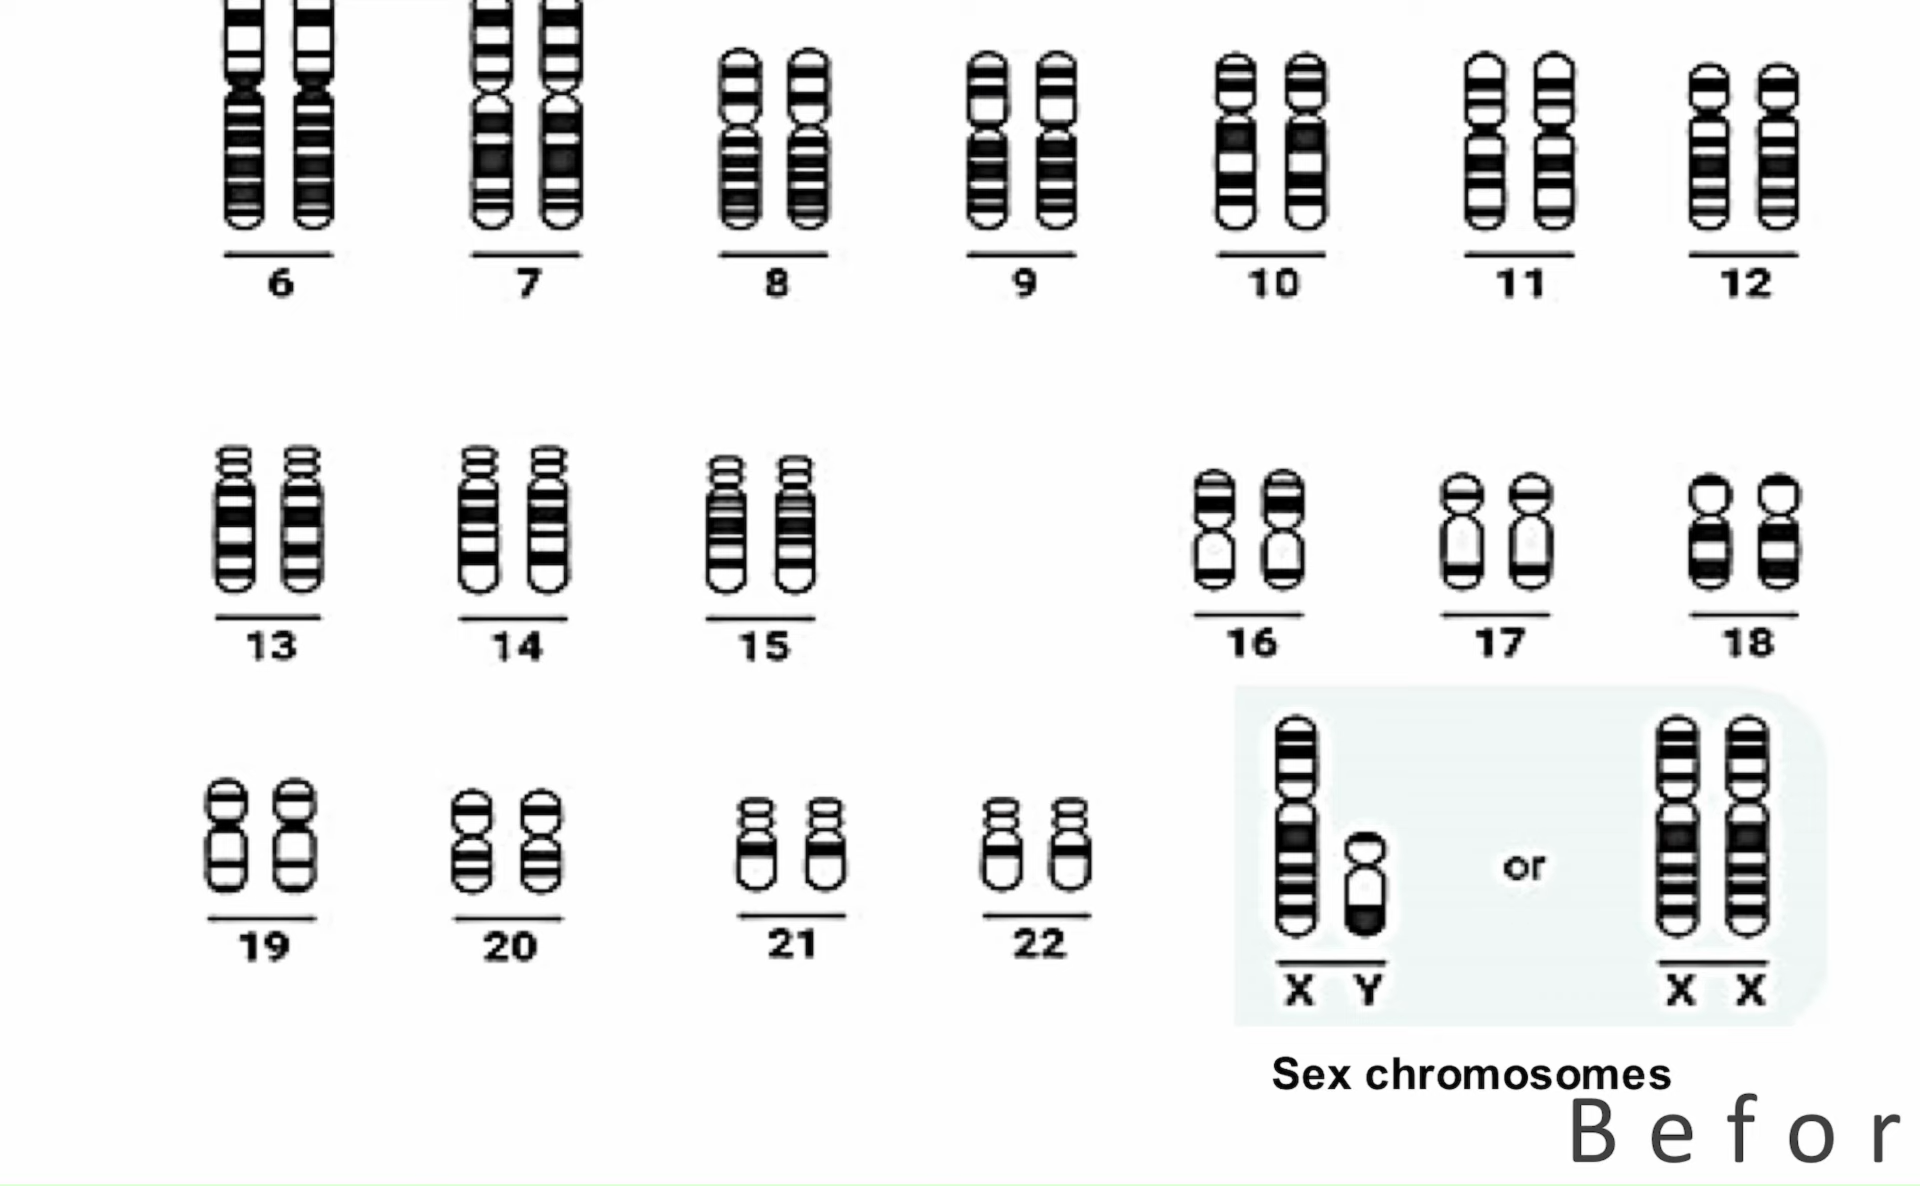 6 7 8 9 10 11 12
13 14 15 16 17 18
or
19 20 21 22
X Y X X
Sex chromosomes
Befor